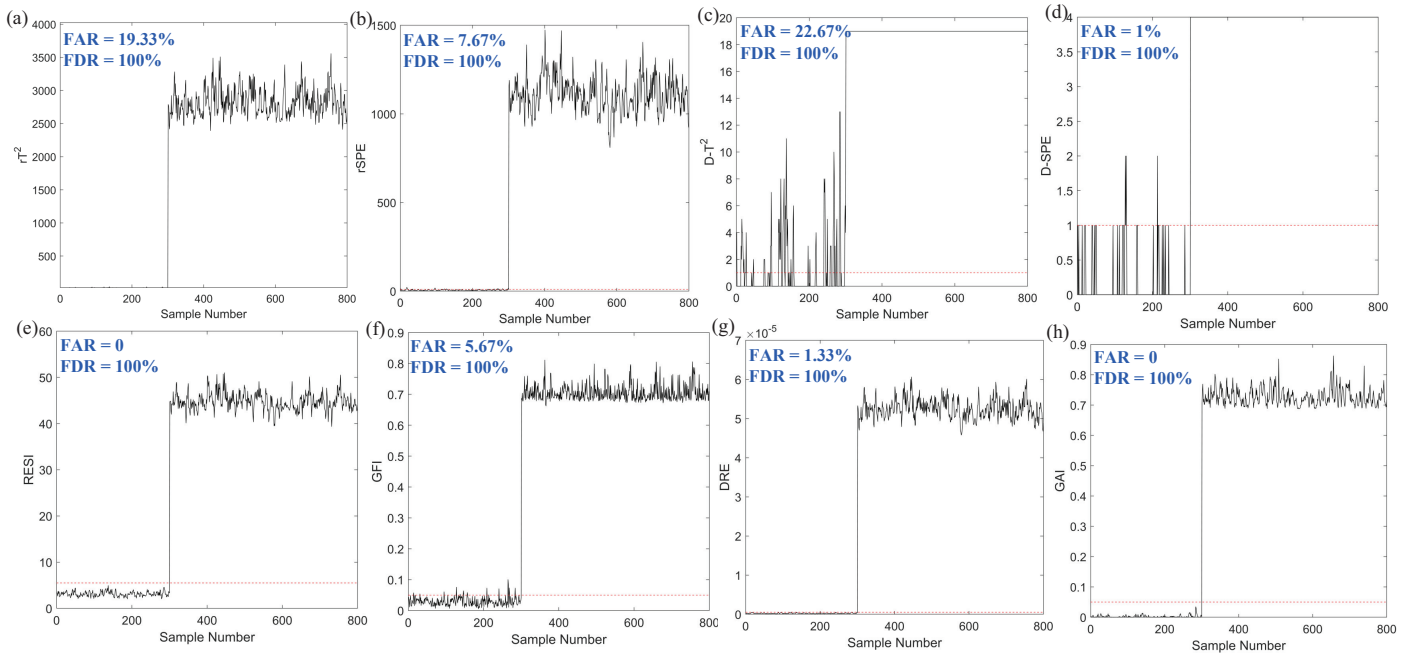 (a)
FAR = 19.33%
FDR = 100%
4000
3500
3000
2500
2000
1500
1000
500
rT2
0
200
400
600
800
Sample Number
(b)
FAR = 7.67%
FDR = 100%
1500
1000
500
0
rSPE
0
200
400
600
800
Sample Number
(c)
FAR = 22.67%
FDR = 100%
20
18
16
14
12
10
8
6
4
2
0
D-T2
0
200
400
600
800
Sample Number
(d)
FAR = 1%
FDR = 100%
4
3.5
3
2.5
2
1.5
1
0.5
0
D-SPE
0
200
400
600
800
Sample Number
(e)
FAR = 0
FDR = 100%
60
50
40
30
20
10
0
RESI
0
200
400
600
800
Sample Number
(f)
FAR = 5.67%
FDR = 100%
0.9
0.8
0.7
0.6
0.5
0.4
0.3
0.2
0.1
0
GFI
0
200
400
600
800
Sample Number
(g)
×10-5
FAR = 1.33%
FDR = 100%
7
6
5
4
3
2
1
0
DRE
0
200
400
600
800
Sample Number
(h)
FAR = 0
FDR = 100%
0.9
0.8
0.7
0.6
0.5
0.4
0.3
0.2
0.1
0
GAI
0
200
400
600
800
Sample Number